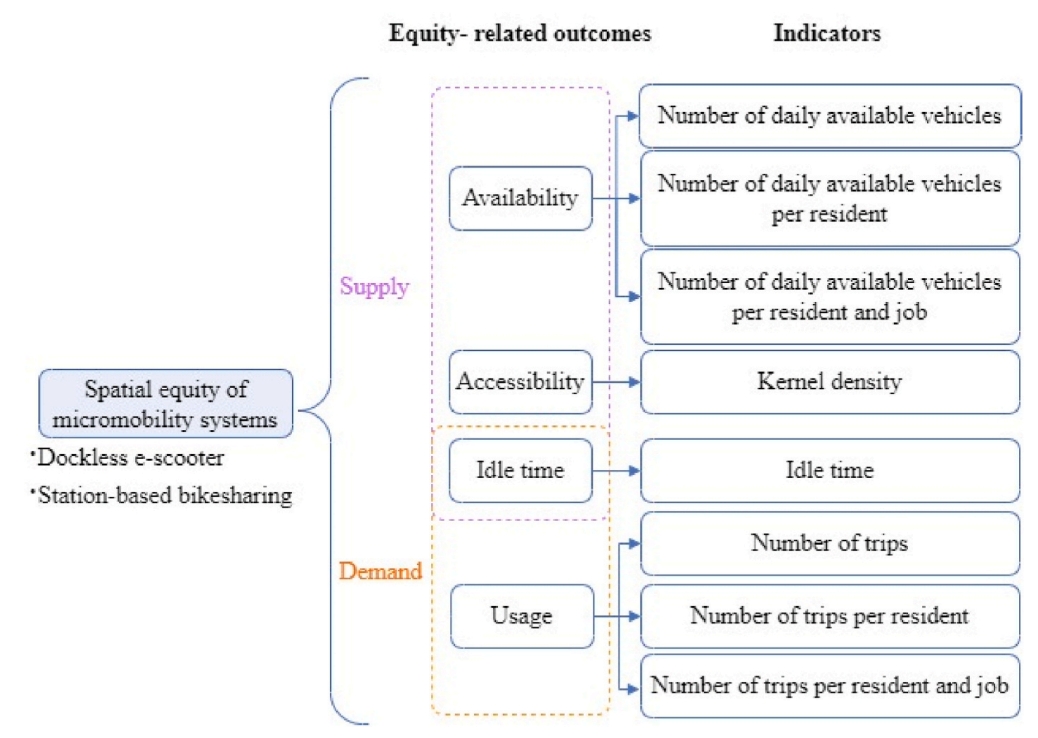 Equity- related outcomes
Indicators
Number of daily available vehicles
Availability
Number of daily available vehicles
per resident
Supply
Number of daily available vehicles
per resident and job
Spatial equity of
micromobility systems
·Dockless e-scooter
·Station-based bikesharing
Accessibility
Kernel density
Idle time
Idle time
Demand
Number of trips
Usage
Number of trips per resident
Number of trips per resident and job